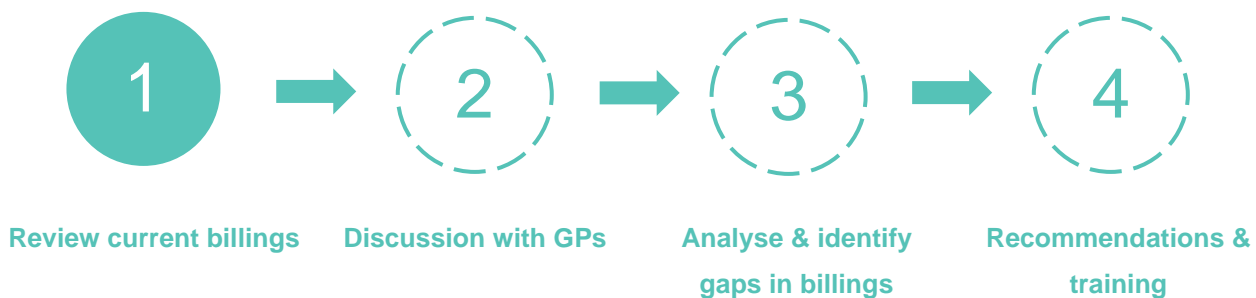 1
2
3
4
Review current billings
Discussion with GPs
Analyse & identify
gaps in billings
Recommendations &
training